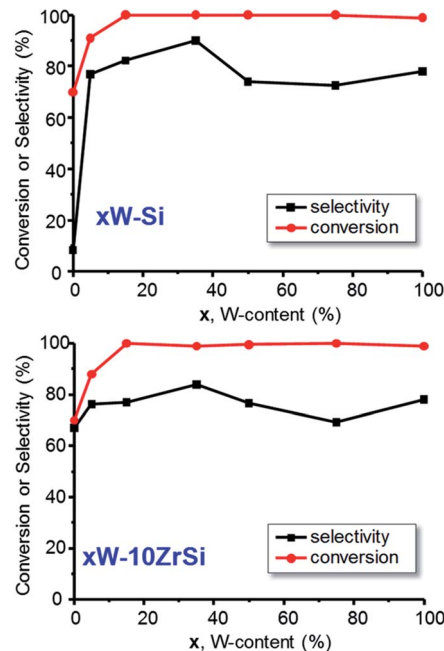 Conversion or Selectivity (%)
100
80
60
40
20
0
xW-Si
selectivity
conversion
0 20 40 60 80 100
x, W-content (%)
Conversion or Selectivity (%)
100
80
60
40
20
0
xW-10ZrSi
selectivity
conversion
0 20 40 60 80 100
x, W-content (%)